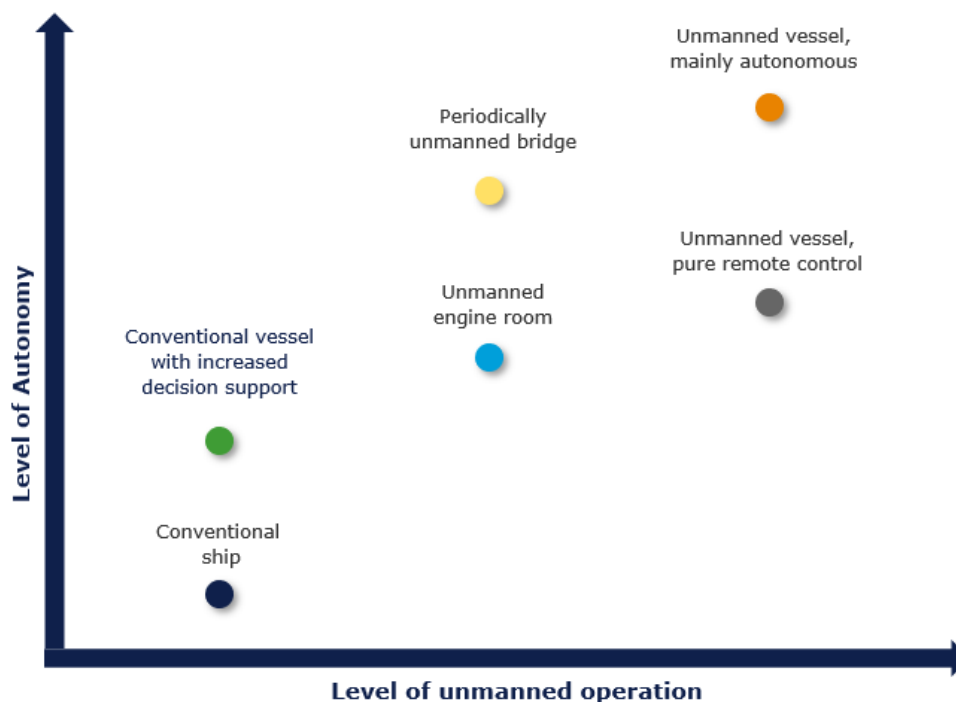 Unmanned vessel,
mainly autonomous
Periodically
unmanned bridge
Unmanned vessel,
pure remote control
Unmanned
engine room
Conventional vessel
with increased
decision support
Conventional
ship
Level of Autonomy
Level of unmanned operation